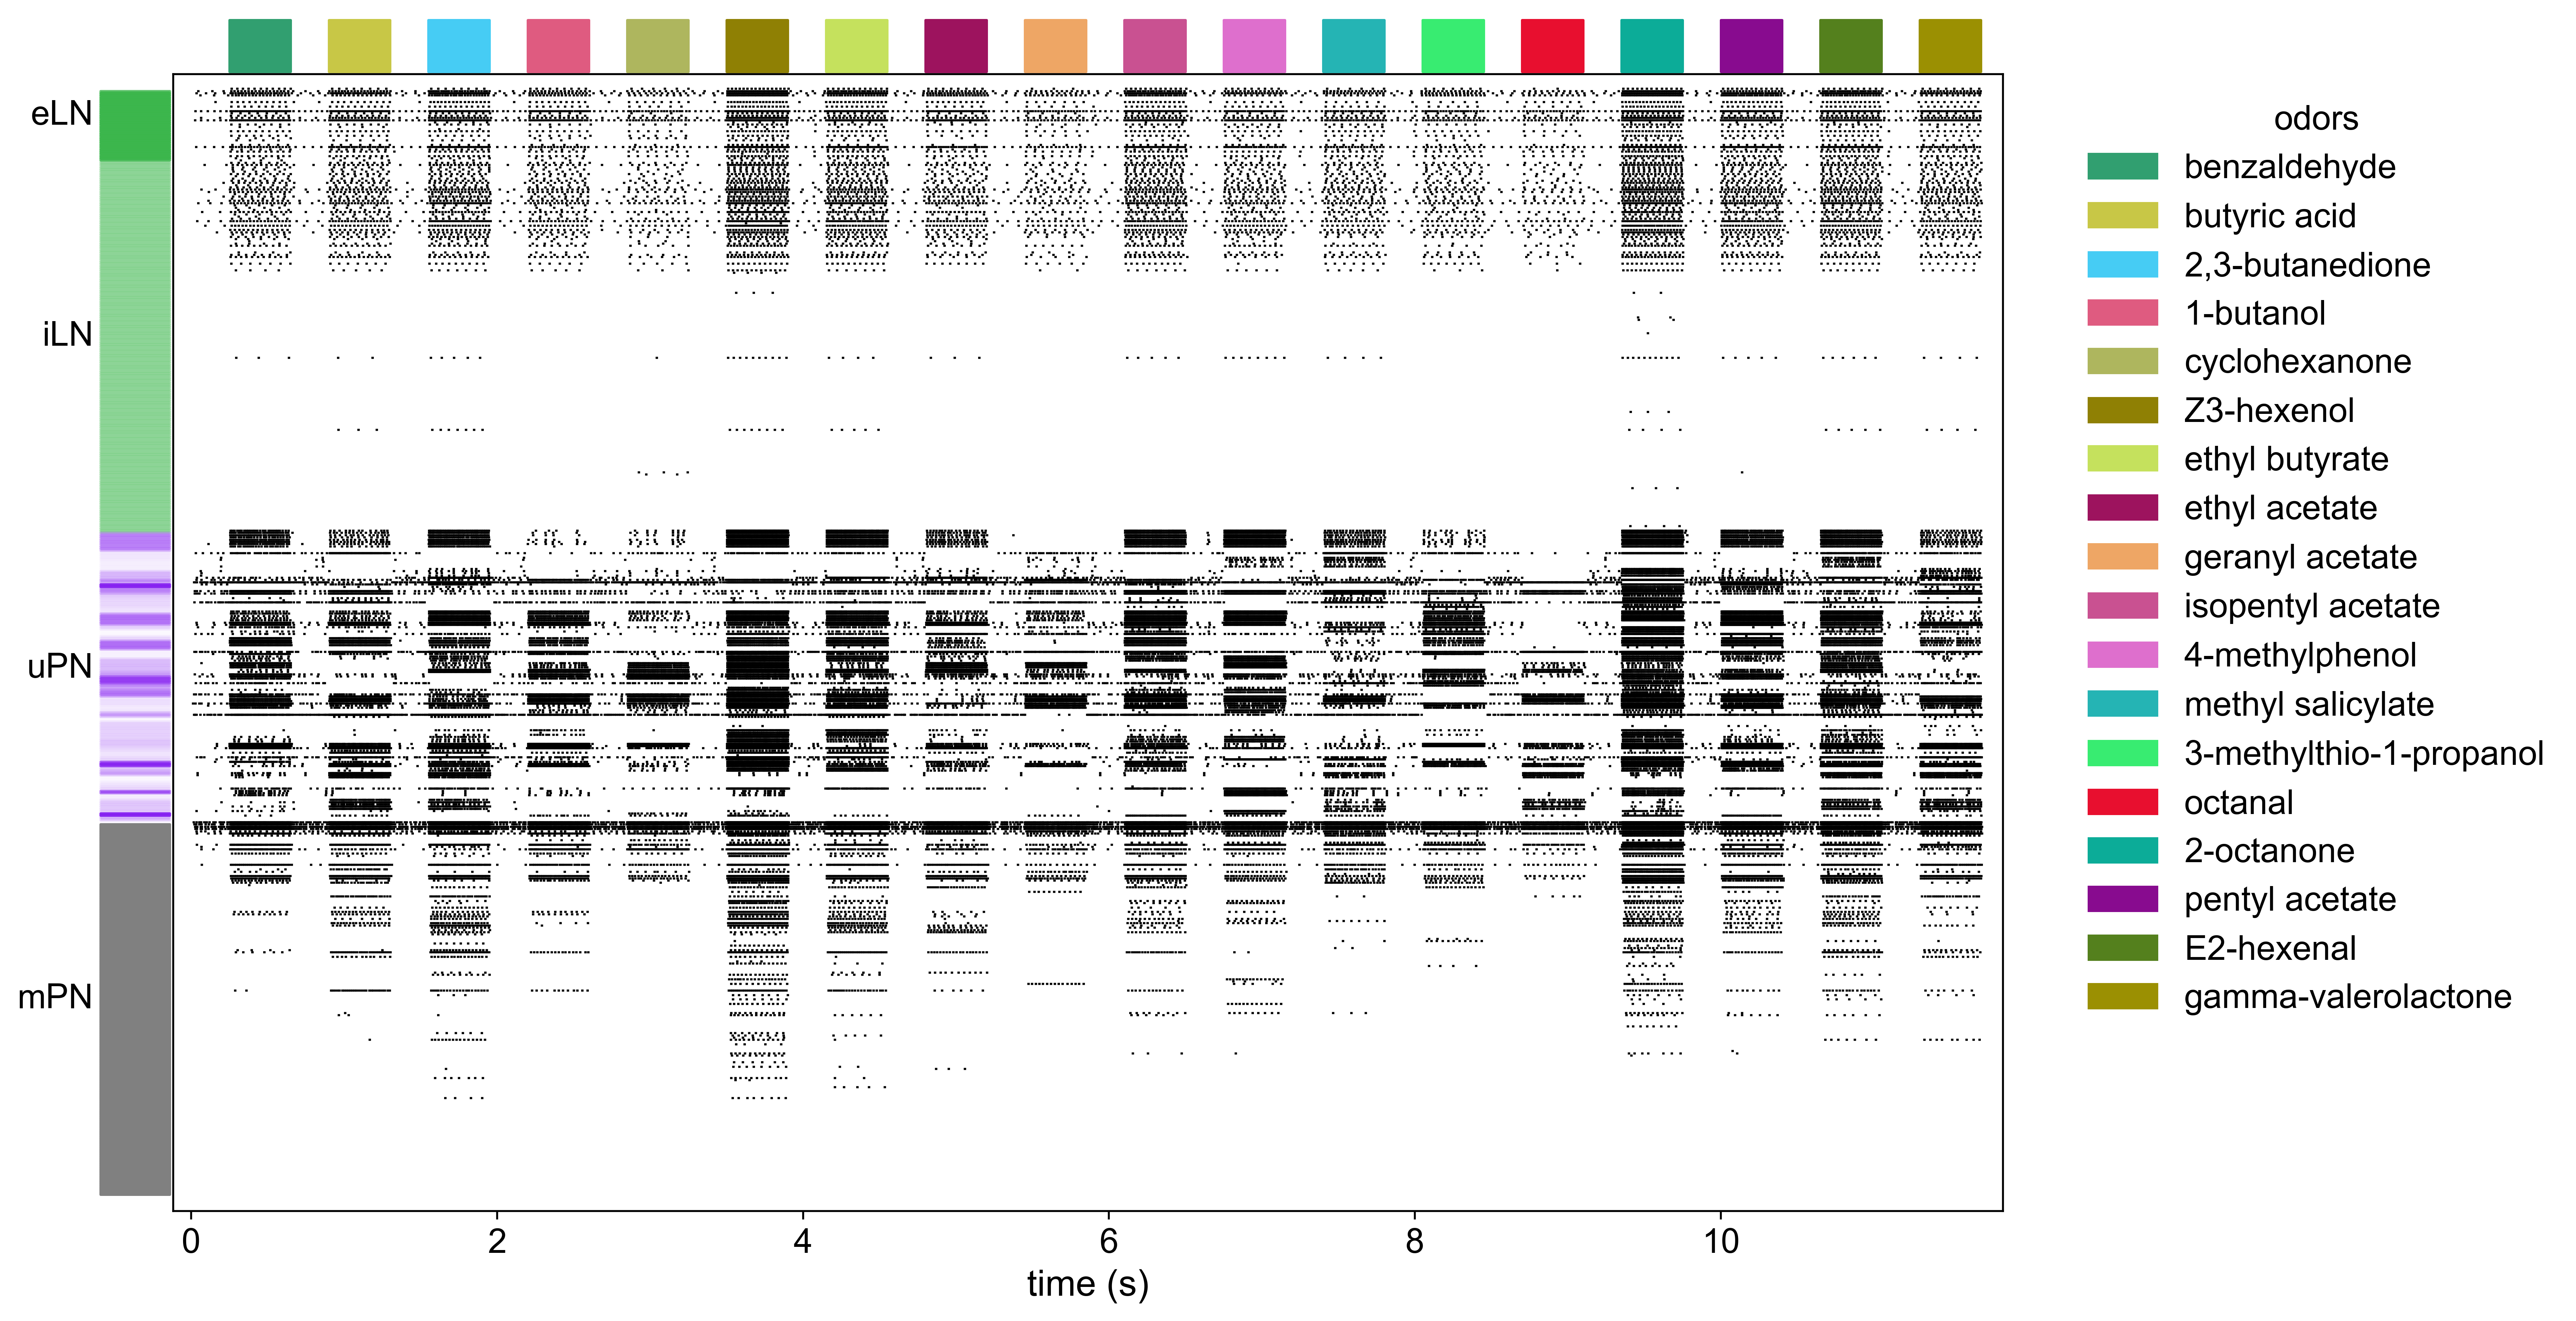 eLN
iLN
uPN
mPN
0
2
4
6
8
10
time (s)
odors
benzaldehyde
butyric acid
2,3-butanedione
1-butanol
cyclohexanone
Z3-hexenol
ethyl butyrate
ethyl acetate
geranyl acetate
isopentyl acetate
4-methylphenol
methyl salicylate
3-methylthio-1-propanol
octanal
2-octanone
pentyl acetate
E2-hexenal
gamma-valerolactone